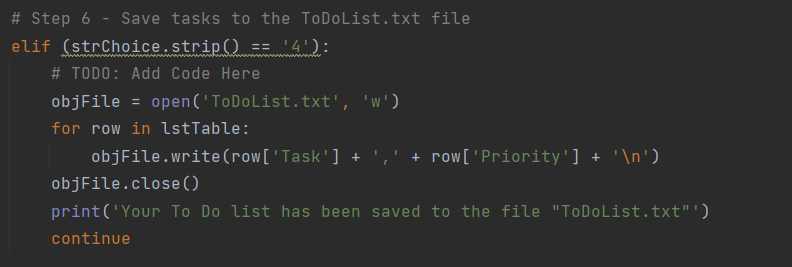 # Step 6 - Save tasks to the ToDoList.txt file
elif (strChoice.strip() == '4'):
    # TODO: Add Code Here
    objFile = open('ToDoList.txt', 'w')
    for row in lstTable:
        objFile.write(row['Task'] + ',' + row['Priority'] + '\n')
    objFile.close()
    print('Your To Do list has been saved to the file "ToDoList.txt"')
    continue